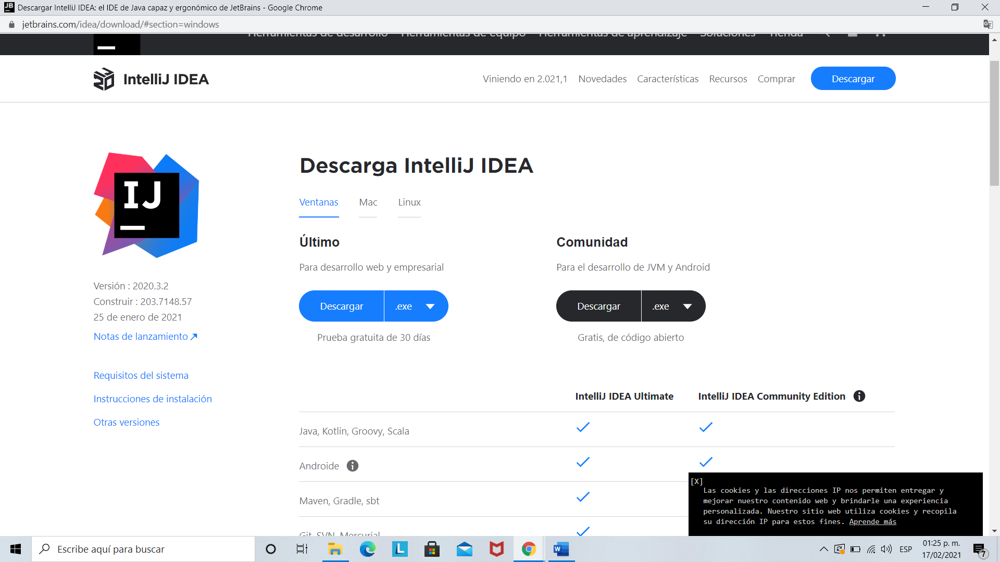 JB Descargar IntelliJ IDEA: el IDE de Java capaz y ergonómico de JetBrains - Google Chrome
jetbrains.com/idea/download/#section=windows
Herramientas de desarrollo Herramientas de equipo Herramientas de aprendizaje Soluciones Tienda
IntelliJ IDEA
Viniendo en 2.021,1 Novedades Características Recursos Comprar Descargar
IJ
Descarga IntelliJ IDEA
Ventanas Mac Linux
Último
Para desarrollo web y empresarial
Descargar .exe
Prueba gratuita de 30 días
Comunidad
Para el desarrollo de JVM y Android
Descargar .exe
Gratis, de código abierto
Versión : 2020.3.2
Construir : 203.7148.57
25 de enero de 2021
Notas de lanzamiento
Requisitos del sistema
Instrucciones de instalación
Otras versiones
IntelliJ IDEA Ultimate IntelliJ IDEA Community Edition
Java, Kotlin, Groovy, Scala
Androide
Maven, Gradle, sbt
Git, SVN, Mercurial
[X]
Las cookies y las direcciones IP nos permiten entregar y
mejorar nuestro contenido web y brindarle una experiencia
personalizada. Nuestro sitio web utiliza cookies y recopila
su dirección IP para estos fines. Aprende más
Escribe aquí para buscar
L
W
ESP
01:25 p. m.
17/02/2021
7